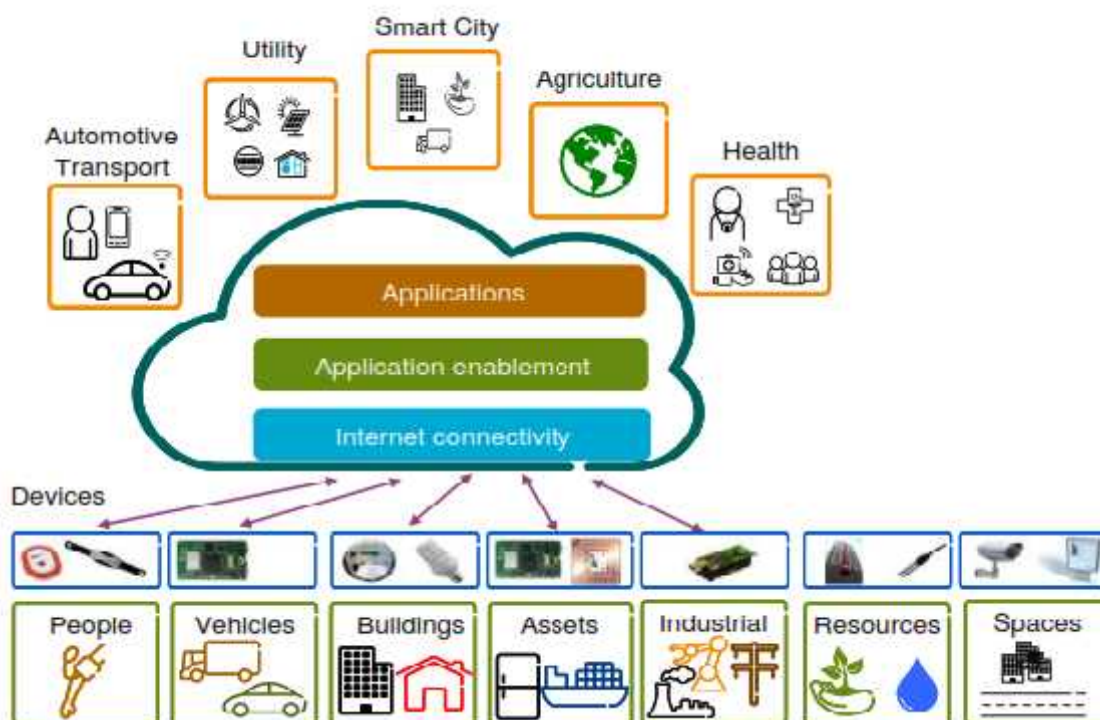 Smart City
Utility
Agriculture
Automotive
Transport
Health
Applications
Application enablement
Internet connectivity
Devices
People
Vehicles
Buildings
Assets
Industrial
Resources
Spaces